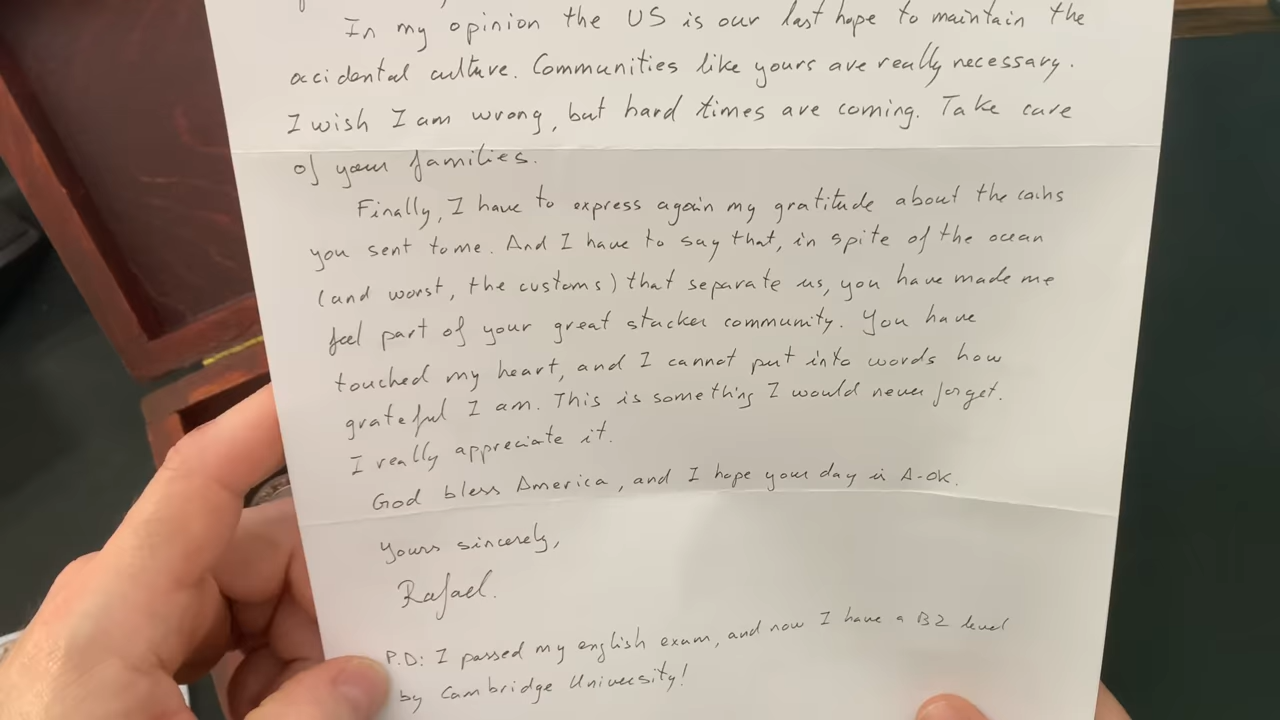 In my opinion the US is our last hope to maintain the
occidental culture. Communities like yours are really necessary.
I wish I am wrong, but hard times are coming. Take care
of your families.
Finally, I have to express again my gratitude about the coins
you sent to me. And I have to say that, in spite of the ocean
(and worst, the customs) that separate us, you have made me
feel part of your great stacker community. You have
touched my heart, and I cannot put into words how
grateful I am. This is something I would never forget.
I really appreciate it.
God bless America, and I hope your day is A-OK.
Yours sincerely,
Rafael.
P.D: I passed my english exam, and now I have a B2 level
by Cambridge University!